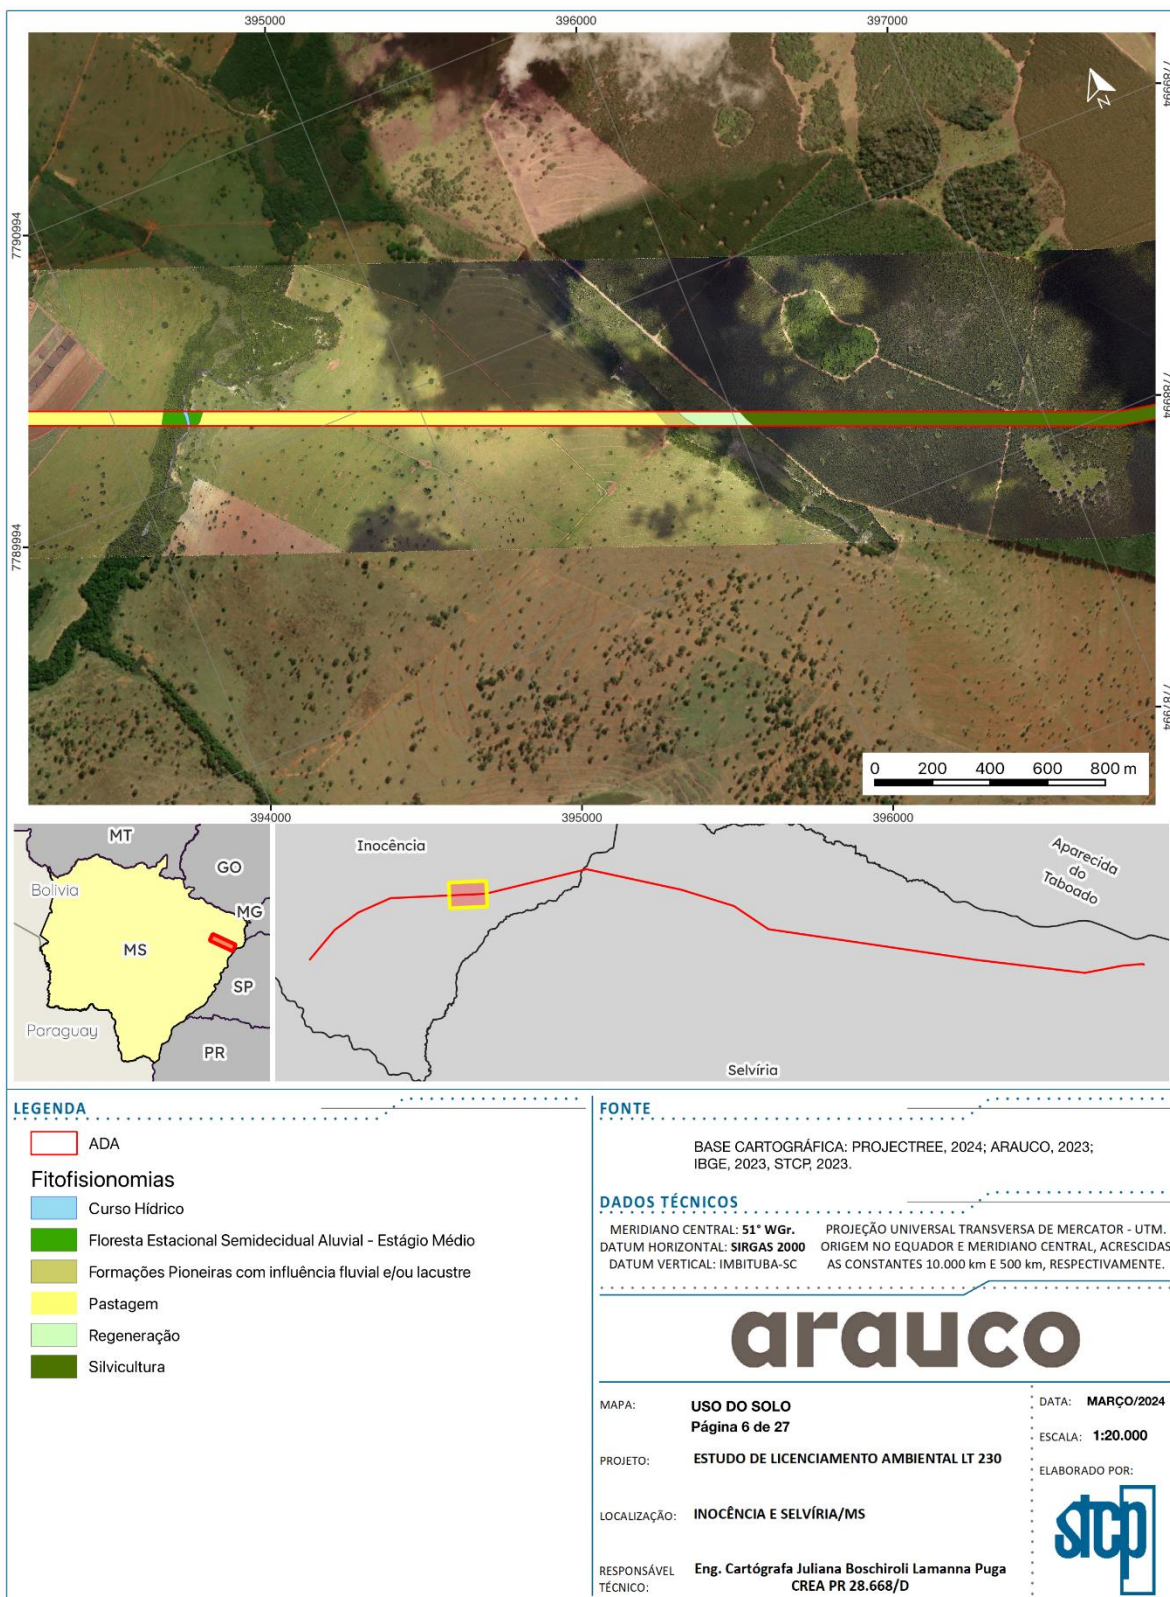 395000
396000
397000
7789994
7790994
7788994
7789994
7787994
N
0 200 400 600 800 m
394000
395000
396000
MT
GO
Bolivia
MG
MS
SP
Paraguay
PR
Inocência
Aparecida
do
Taboado
Selvíria
LEGENDA
ADA
Fitofisionomias
Curso Hídrico
Floresta Estacional Semidecidual Aluvial - Estágio Médio
Formações Pioneiras com influência fluvial e/ou lacustre
Pastagem
Regeneração
Silvicultura
FONTE
BASE CARTOGRÁFICA: PROJECTREE, 2024; ARAUCO, 2023;
IBGE, 2023, STCP, 2023.
DADOS TÉCNICOS
MERIDIANO CENTRAL: 51° WGr.
DATUM HORIZONTAL: SIRGAS 2000
DATUM VERTICAL: IMBITUBA-SC
PROJEÇÃO UNIVERSAL TRANSVERSA DE MERCATOR - UTM.
ORIGEM NO EQUADOR E MERIDIANO CENTRAL, ACRESCIDAS
AS CONSTANTES 10.000 km E 500 km, RESPECTIVAMENTE.
arauco
MAPA: USO DO SOLO
Página 6 de 27
PROJETO: ESTUDO DE LICENCIAMENTO AMBIENTAL LT 230
LOCALIZAÇÃO: INOCÊNCIA E SELVÍRIA/MS
RESPONSÁVEL TÉCNICO: Eng. Cartógrafa Juliana Boschiroli Lamanna Puga
CREA PR 28.668/D
DATA: MARÇO/2024
ESCALA: 1:20.000
ELABORADO POR:
stcp